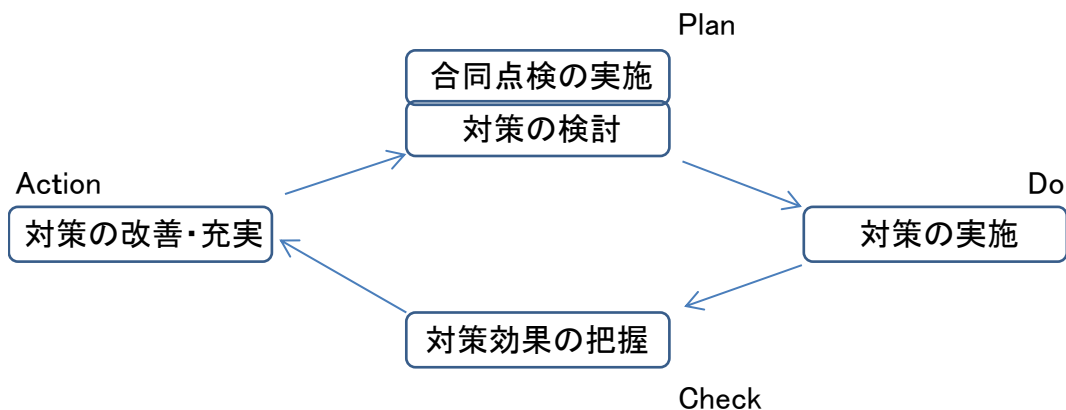 Plan
合同点検の実施
対策の検討
Action
対策の改善・充実
Do
対策の実施
対策効果の把握
Check